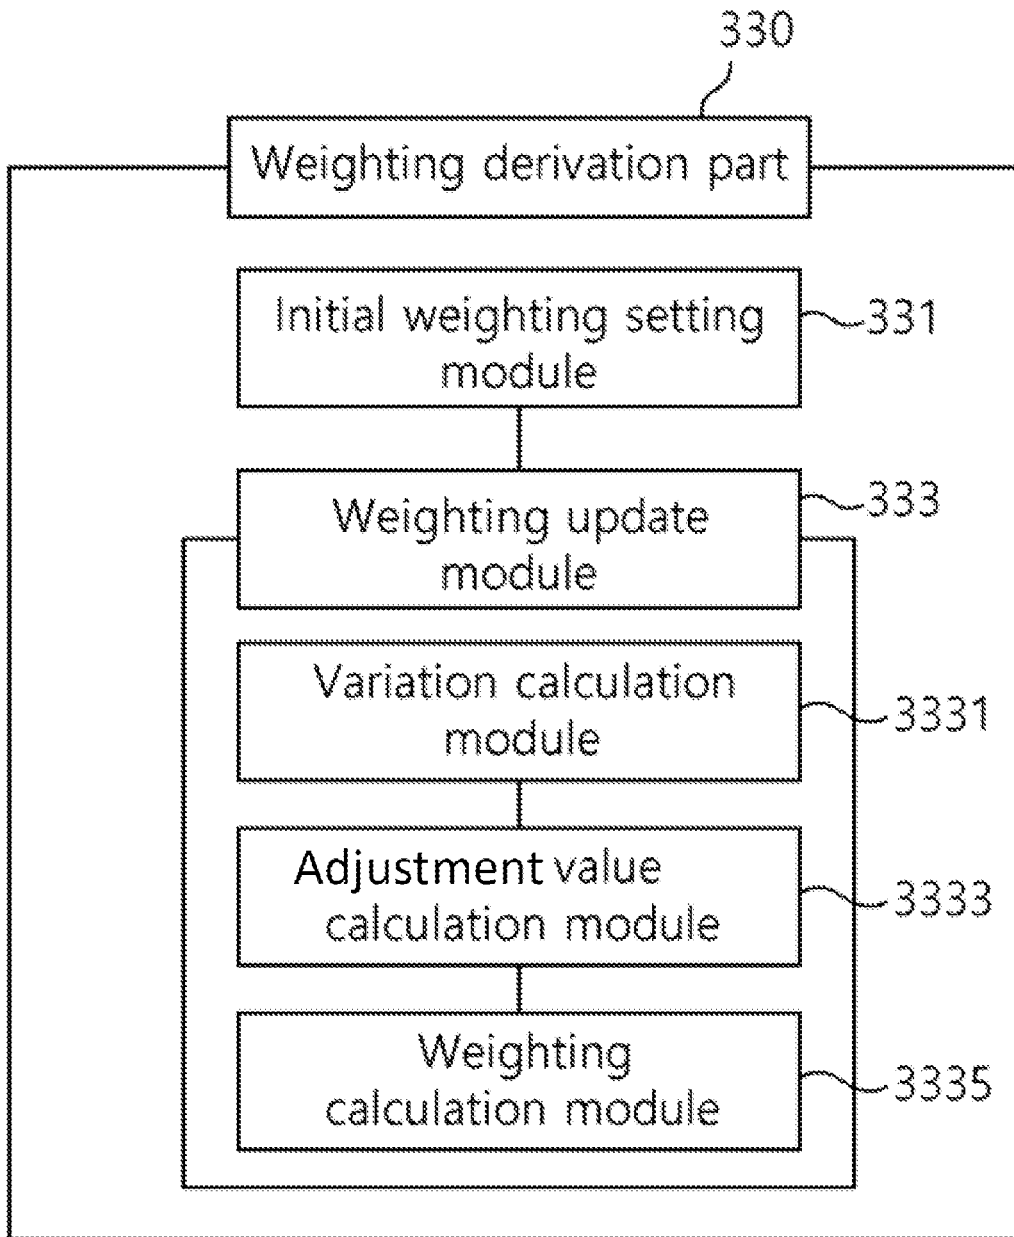 330
Weighting derivation part
Initial weighting setting
module
331
Weighting update
module
333
Variation calculation
module
3331
Adjustment value
calculation module
3333
Weighting
calculation module
3335